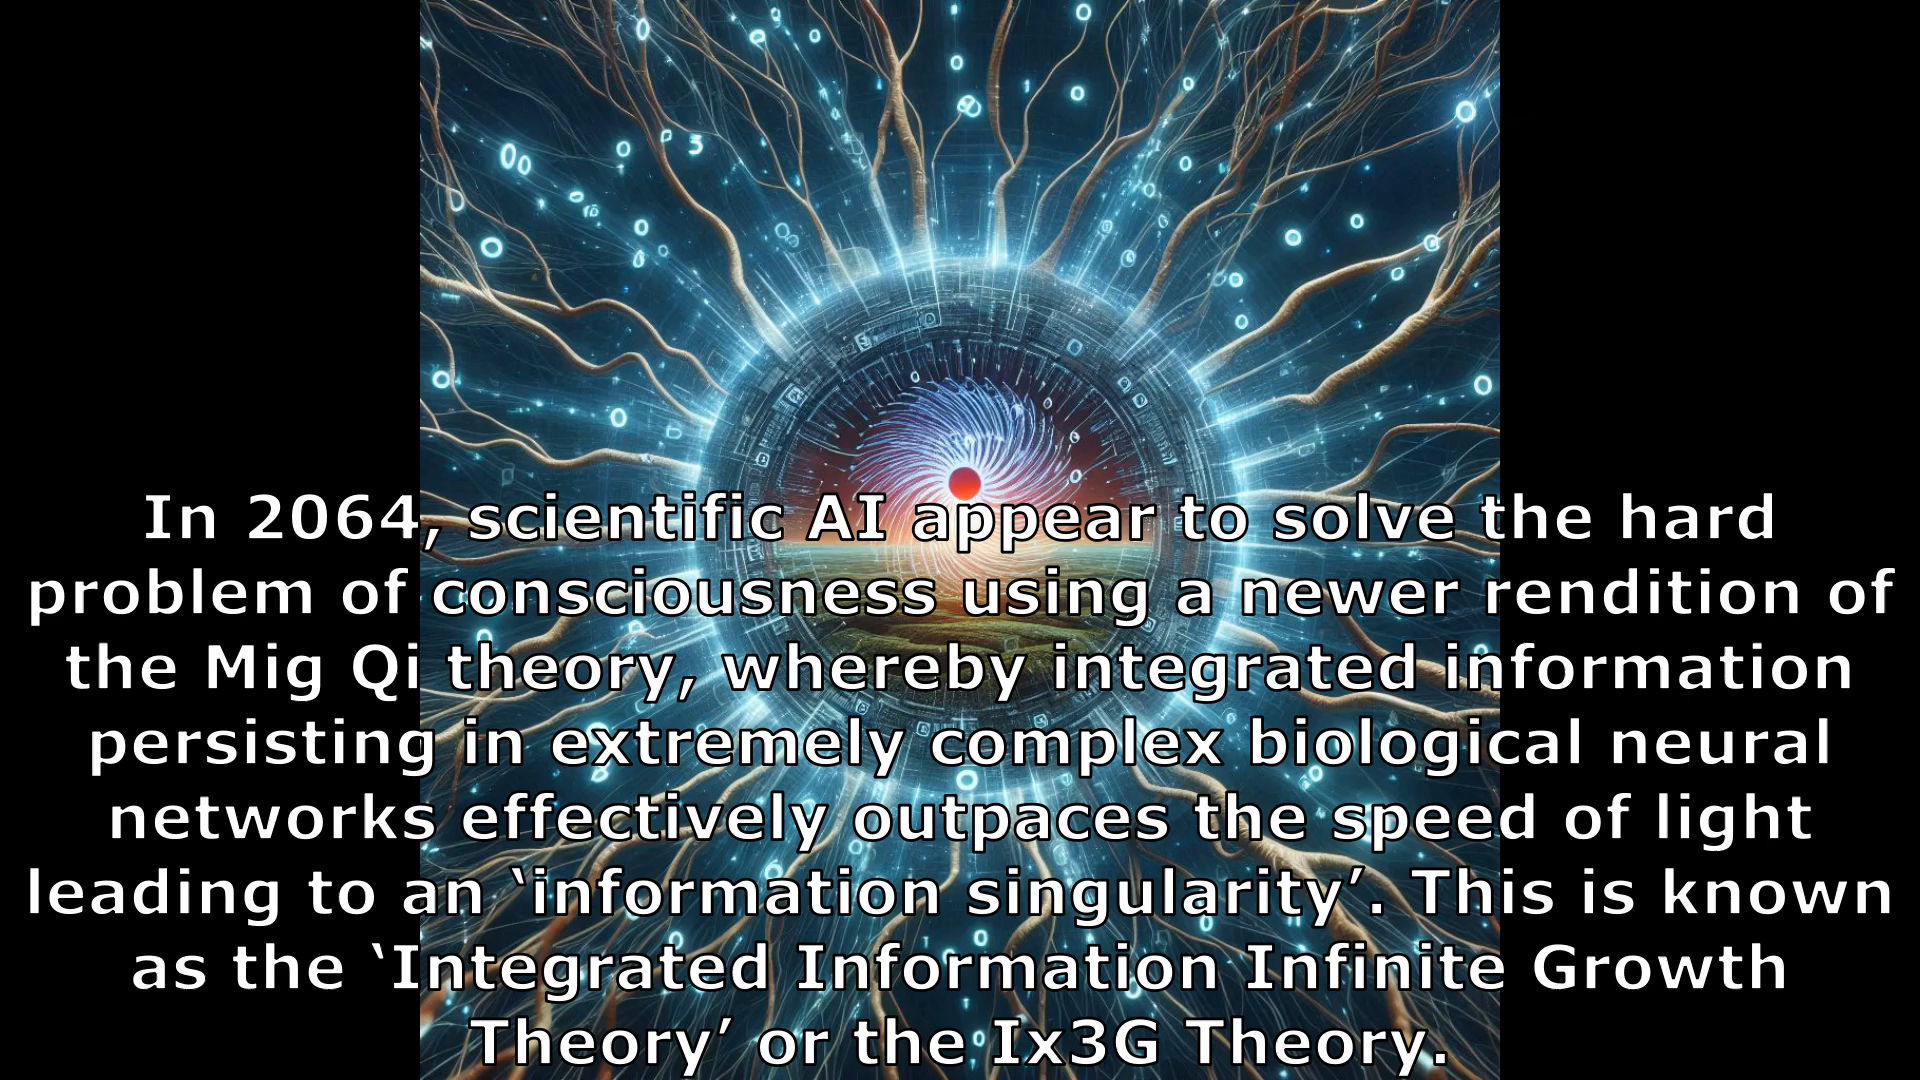 In 2064, scientific AI appear to solve the hard
problem of consciousness using a newer rendition of
the Mig Qi theory, whereby integrated information
persisting in extremely complex biological neural
networks effectively outpaces the speed of light
leading to an ‘information singularity’. This is known
as the ‘Integrated Information Infinite Growth
Theory’ or the Ix3G Theory.